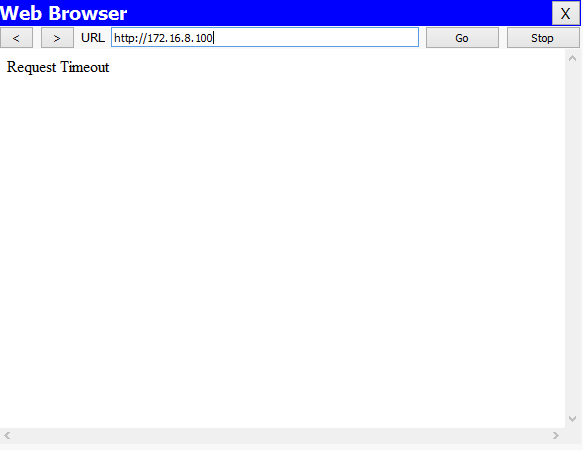 Web Browser X
< > URL http://172.16.8.100 Go Stop
Request Timeout